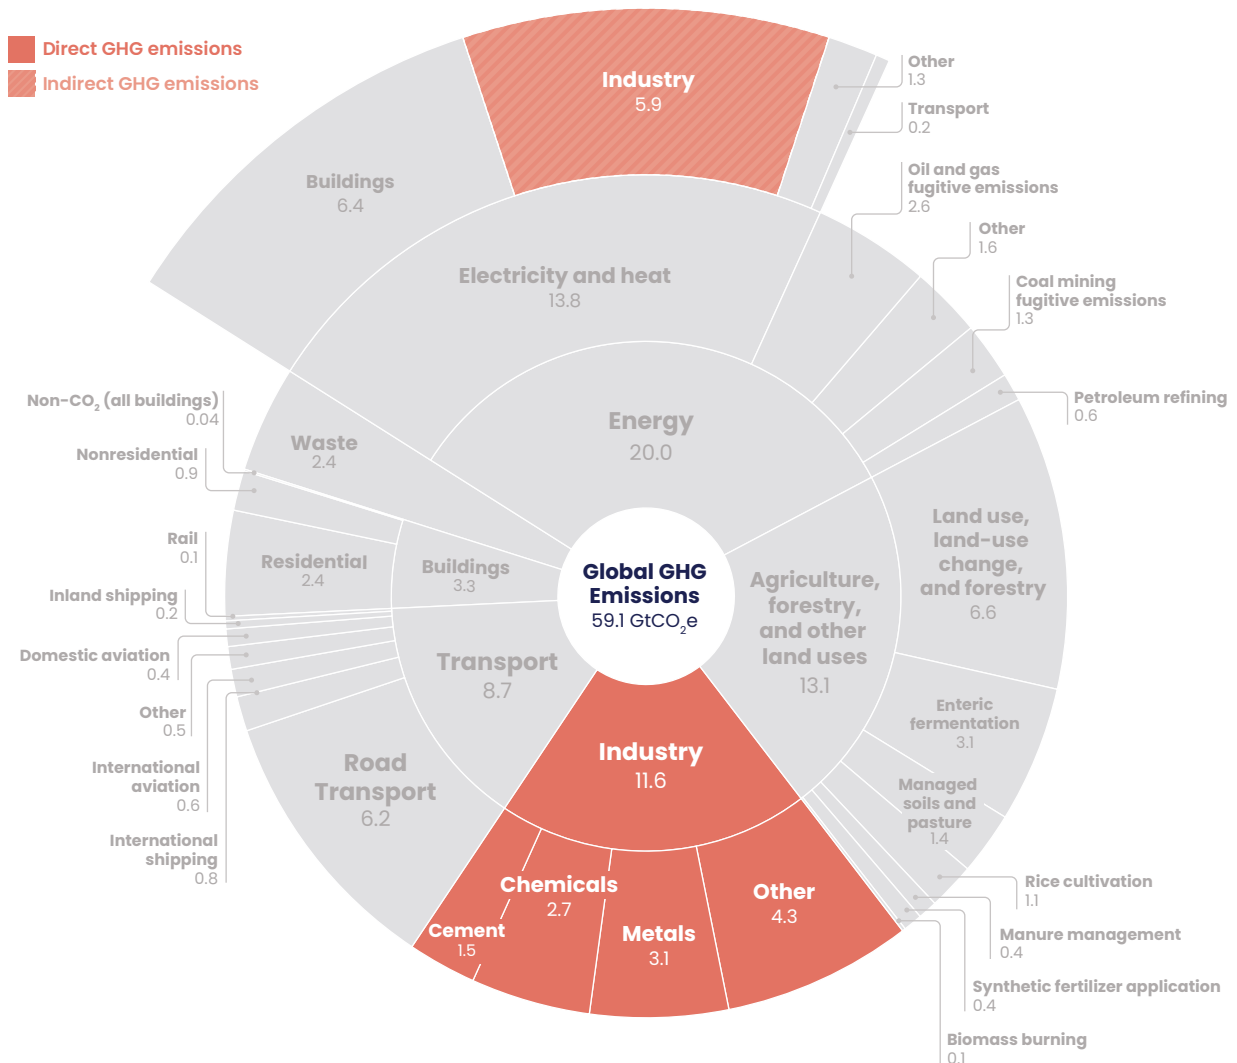 Direct GHG emissions
Indirect GHG emissions
Industry
5.9
Other
1.3
Transport
0.2
Oil and gas
fugitive emissions
2.6
Other
1.6
Coal mining
fugitive emissions
1.3
Petroleum refining
0.6
Buildings
6.4
Electricity and heat
13.8
Energy
20.0
Non-CO₂ (all buildings)
0.04
Nonresidential
0.9
Waste
2.4
Rail
0.1
Residential
2.4
Buildings
3.3
Inland shipping
0.2
Domestic aviation
0.4
Other
0.5
International
aviation
0.6
International
shipping
0.8
Transport
8.7
Road
Transport
6.2
Global GHG
Emissions
59.1 GtCO₂e
Agriculture,
forestry,
and other
land uses
13.1
Land use,
land-use
change,
and forestry
6.6
Enteric
fermentation
3.1
Managed
soils and
pasture
1.4
Rice cultivation
1.1
Manure management
0.4
Synthetic fertilizer application
0.4
Biomass burning
0.1
Industry
11.6
Cement
1.5
Chemicals
2.7
Metals
3.1
Other
4.3